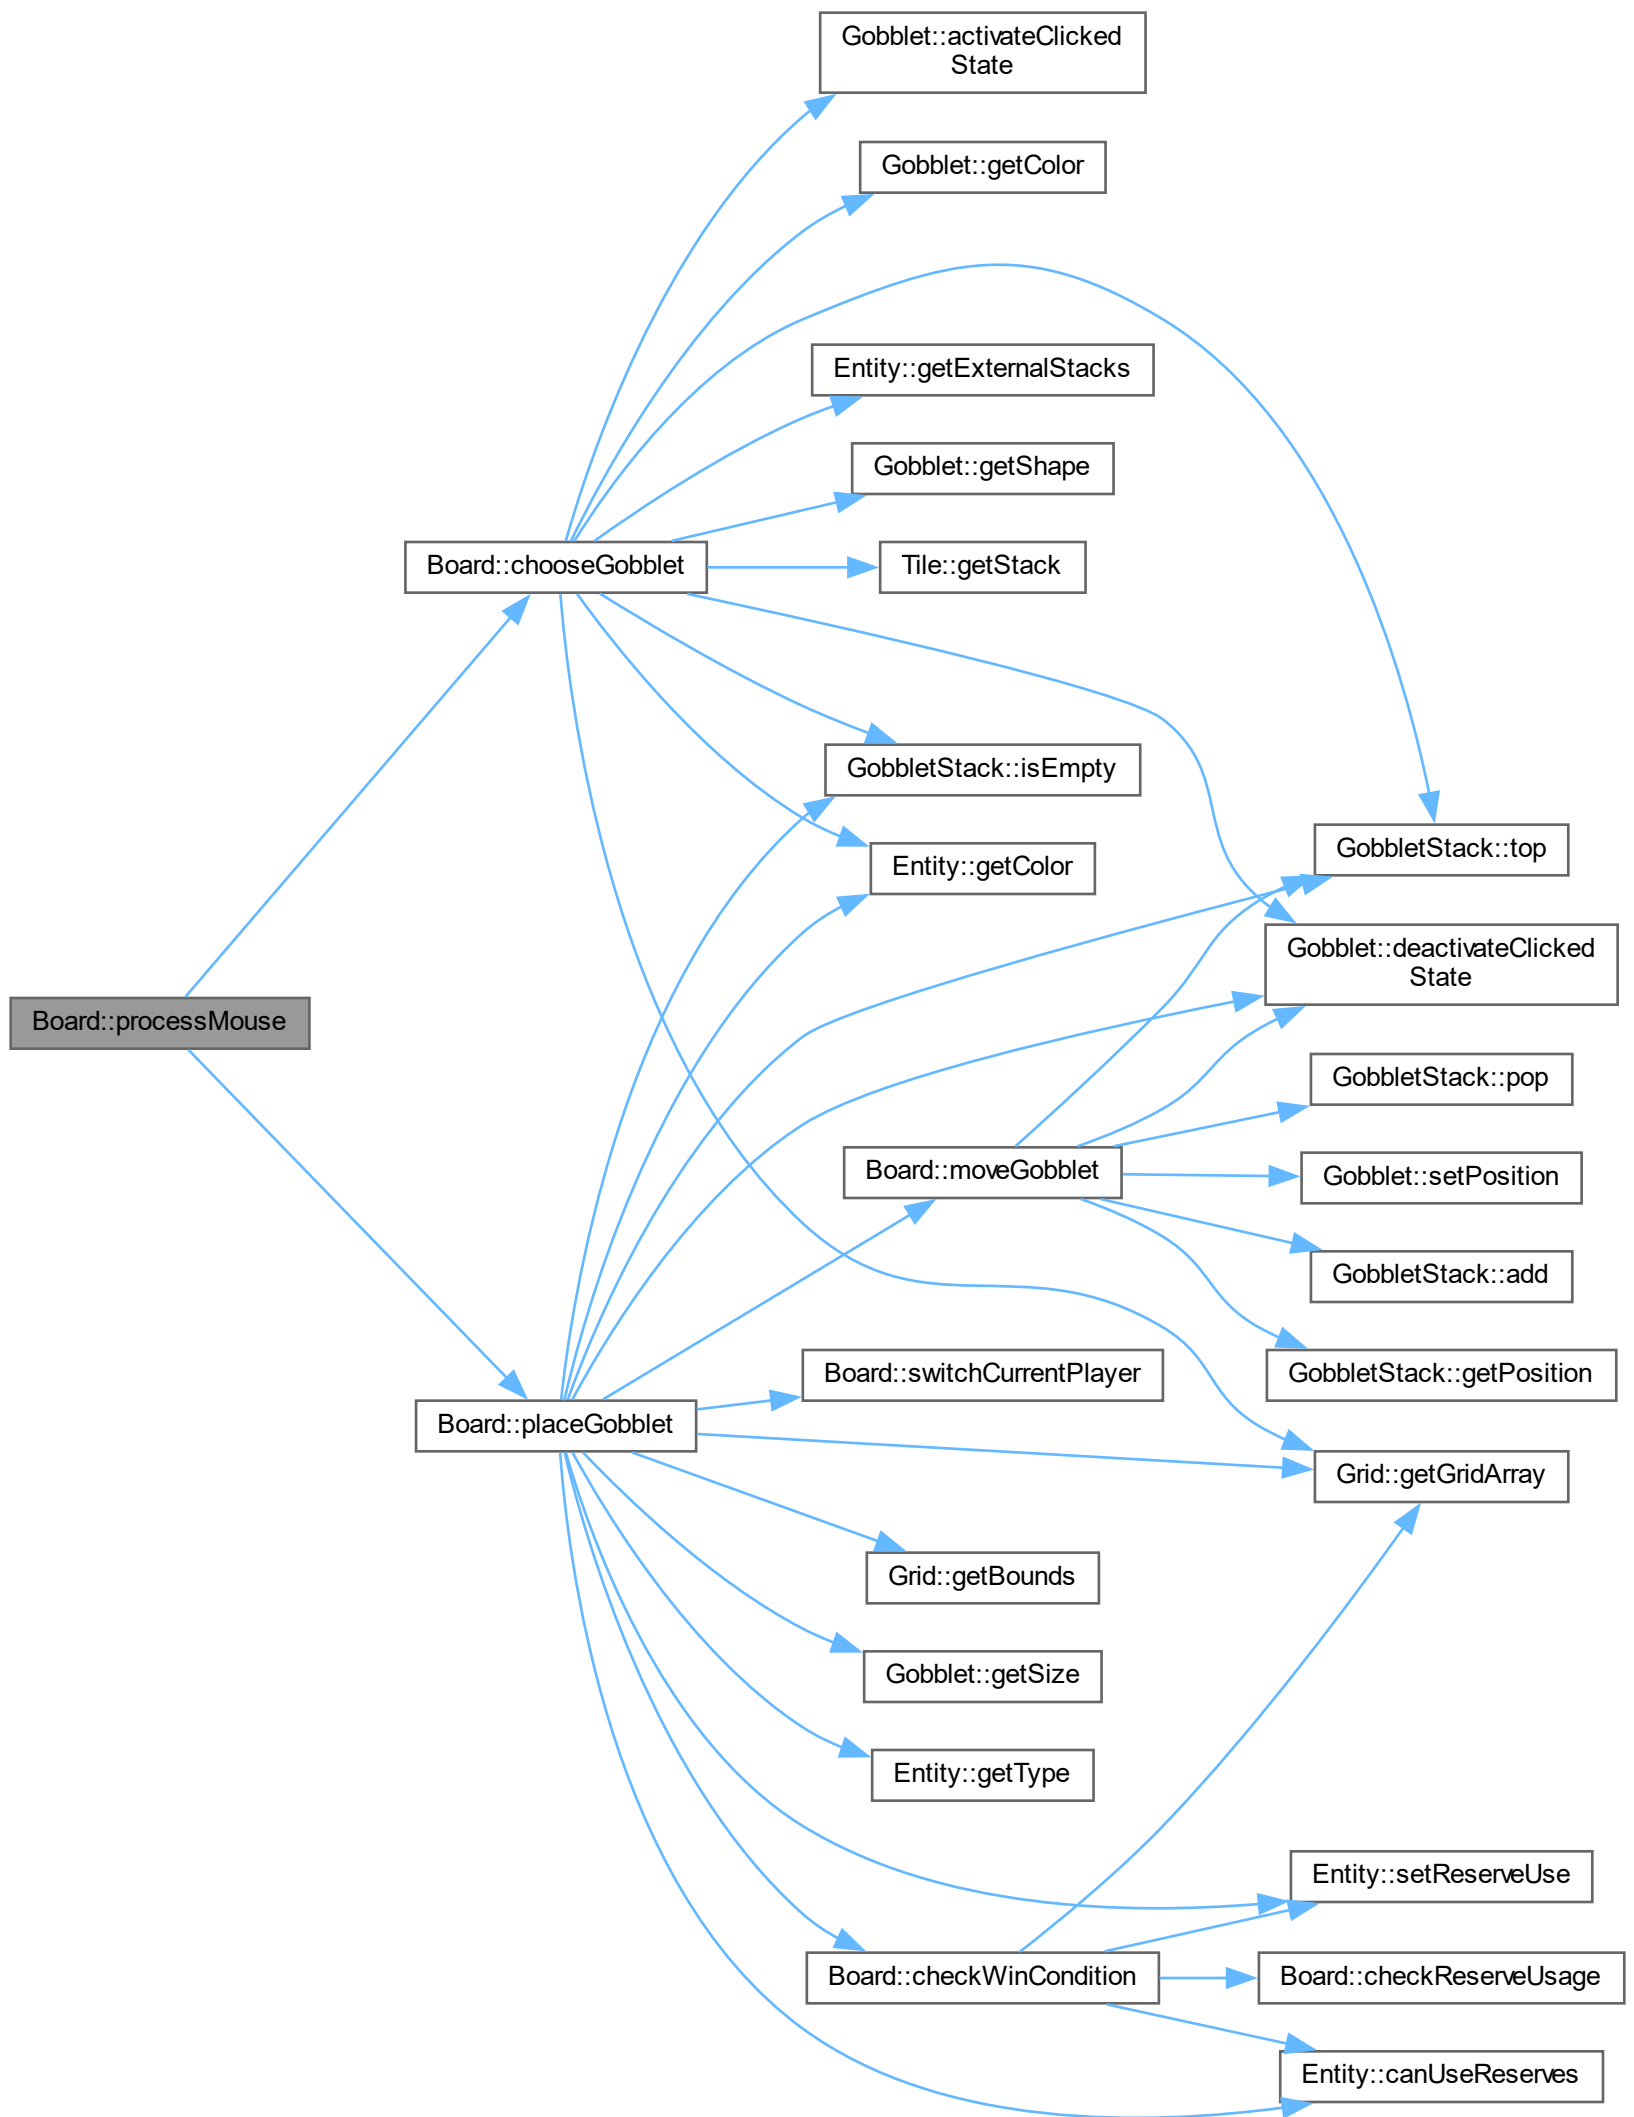 Gobblet::activateClicked
State
Gobblet::getColor
Entity::getExternalStacks
Gobblet::getShape
Board::chooseGobblet
Tile::getStack
GobbletStack::isEmpty
GobbletStack::top
Entity::getColor
Gobblet::deactivateClicked
State
Board::processMouse
GobbletStack::pop
Board::moveGobblet
Gobblet::setPosition
GobbletStack::add
Board::switchCurrentPlayer
GobbletStack::getPosition
Board::placeGobblet
Grid::getGridArray
Grid::getBounds
Gobblet::getSize
Entity::getType
Entity::setReserveUse
Board::checkWinCondition
Board::checkReserveUsage
Entity::canUseReserves